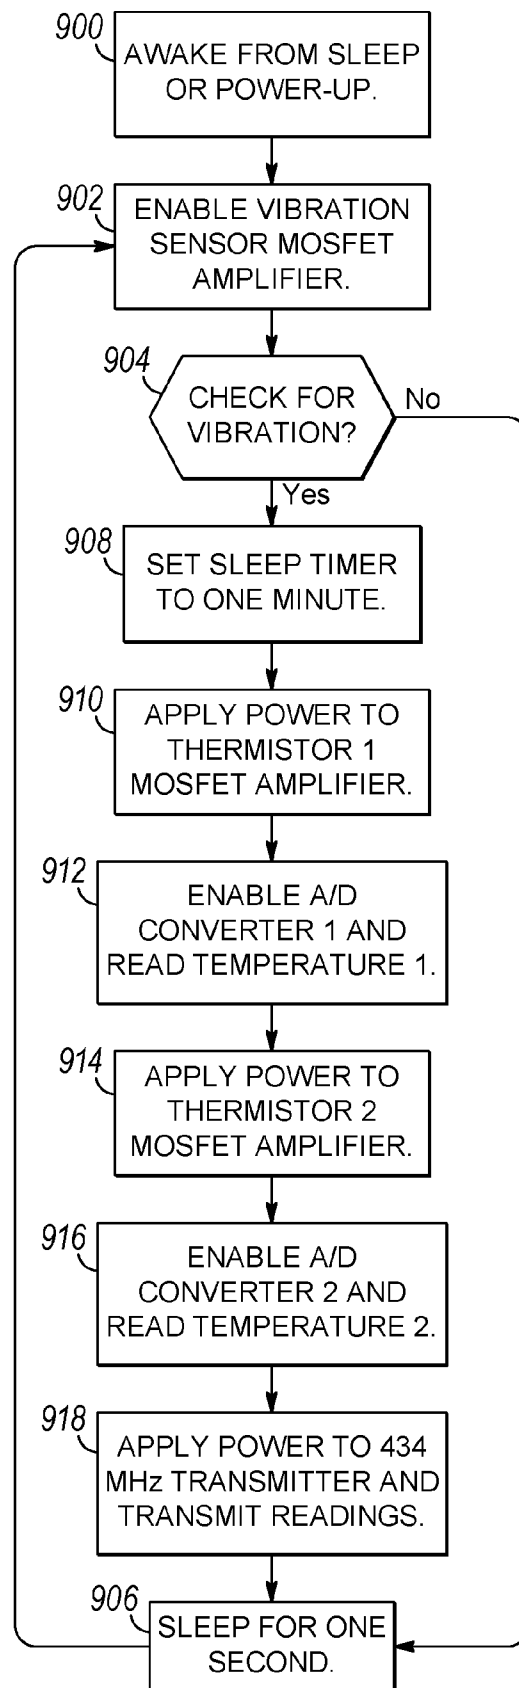 900
AWAKE FROM SLEEP
OR POWER-UP.
902
ENABLE VIBRATION
SENSOR MOSFET
AMPLIFIER.
904
CHECK FOR
VIBRATION?
No
Yes
908
SET SLEEP TIMER
TO ONE MINUTE.
910
APPLY POWER TO
THERMISTOR 1
MOSFET AMPLIFIER.
912
ENABLE A/D
CONVERTER 1 AND
READ TEMPERATURE 1.
914
APPLY POWER TO
THERMISTOR 2
MOSFET AMPLIFIER.
916
ENABLE A/D
CONVERTER 2 AND
READ TEMPERATURE 2.
918
APPLY POWER TO 434
MHz TRANSMITTER AND
TRANSMIT READINGS.
906
SLEEP FOR ONE
SECOND.